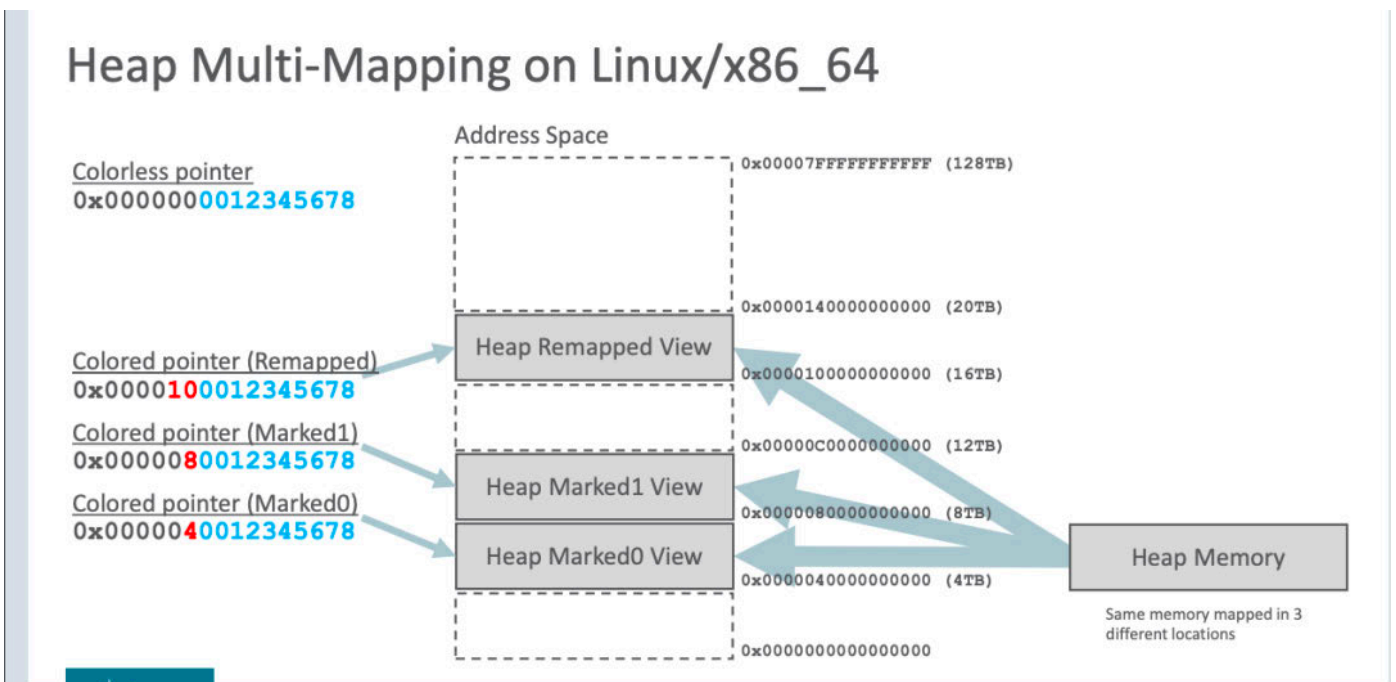 Heap Multi-Mapping on Linux/x86_64
Address Space
Colorless pointer
0x0000000012345678
0x00007FFFFFFFFFFF (128TB)
0x0000140000000000 (20TB)
Heap Remapped View
Colored pointer (Remapped)
0x0000100012345678
0x0000100000000000 (16TB)
Colored pointer (Marked1)
0x0000080012345678
0x00000C0000000000 (12TB)
Heap Marked1 View
Colored pointer (Marked0)
0x0000040012345678
0x0000080000000000 (8TB)
Heap Marked0 View
Heap Memory
0x0000040000000000 (4TB)
Same memory mapped in 3
different locations
0x0000000000000000